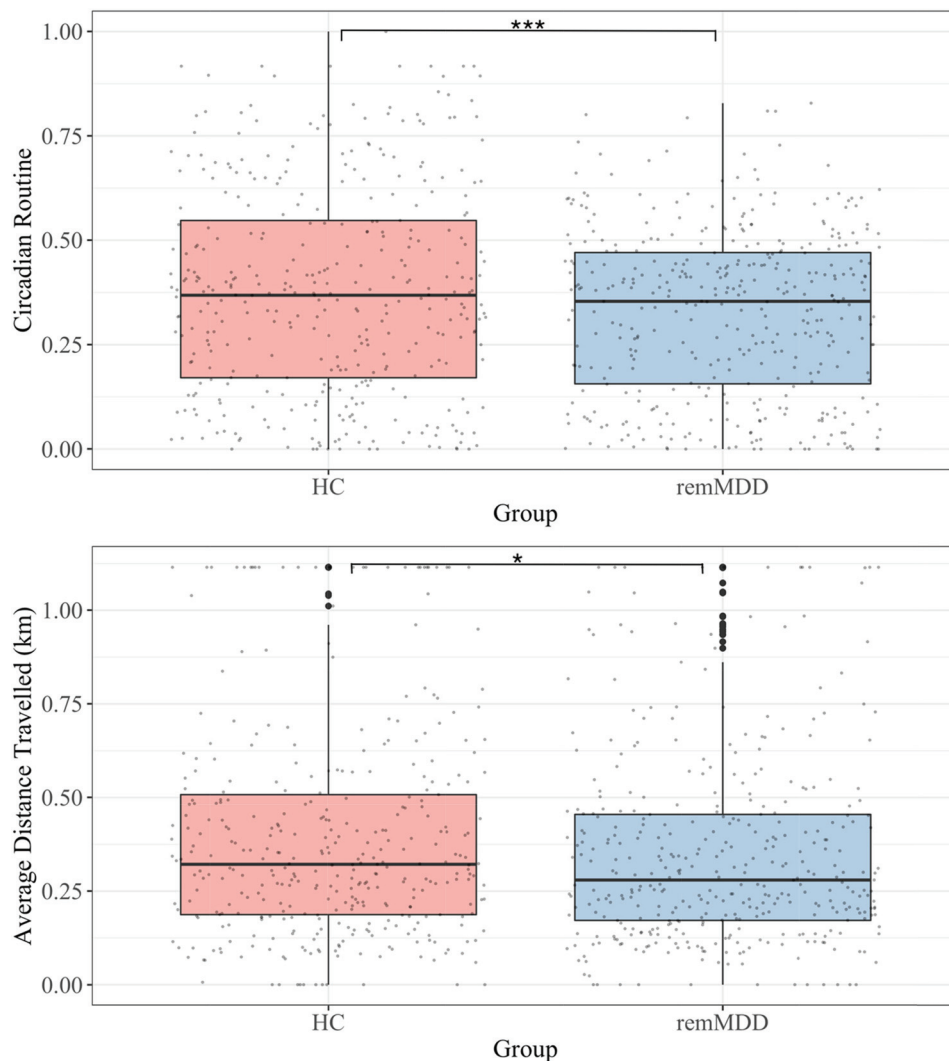 ***
1.00
0.75
0.50
0.25
0.00
Circadian Routine
HC remMDD
Group
*
1.00
0.75
0.50
0.25
0.00
Average Distance Travelled (km)
HC remMDD
Group